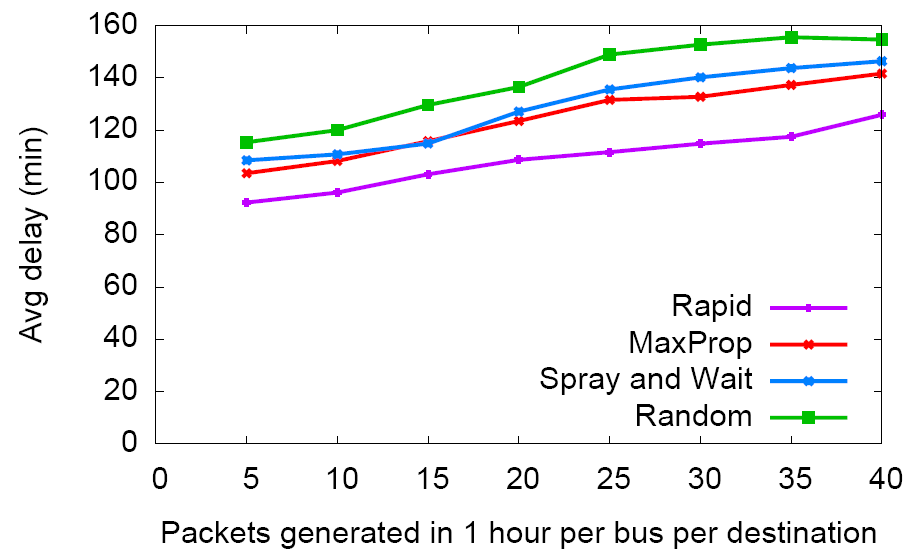 160
140
120
100
80
60
40
20
0
Avg delay (min)
Rapid
MaxProp
Spray and Wait
Random
0 5 10 15 20 25 30 35 40
Packets generated in 1 hour per bus per destination